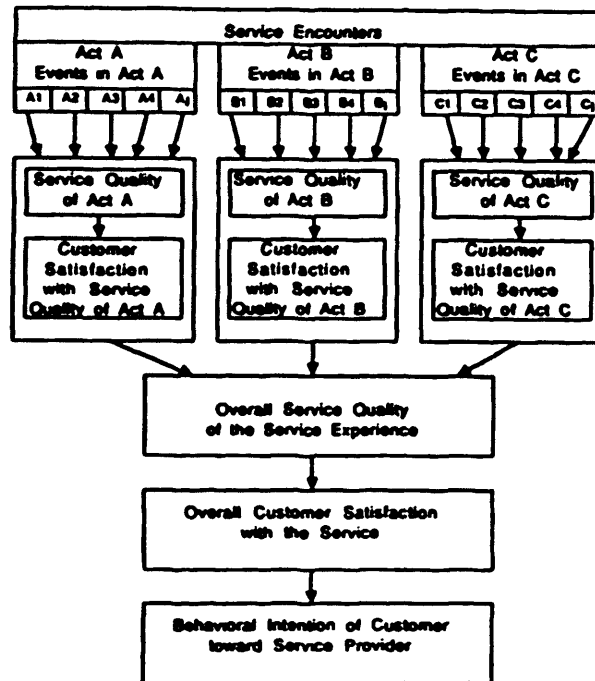 Service Encounters
Act A
Events in Act A
A1 A2 A3 A4 Ai
Act B
Events in Act B
B1 B2 B3 B4 Bi
Act C
Events in Act C
C1 C2 C3 C4
Service Quality
of Act A
Service Quality
of Act B
Service Quality
of Act C
Customer
Satisfaction
with Service
Quality of Act A
Customer
Satisfaction
with Service
Quality of Act B
Customer
Satisfaction
with Service
Quality of Act C
Overall Service Quality
of the Service Experience
Overall Customer Satisfaction
with the Service
Behavioral Intention of Customer
toward Service Provider